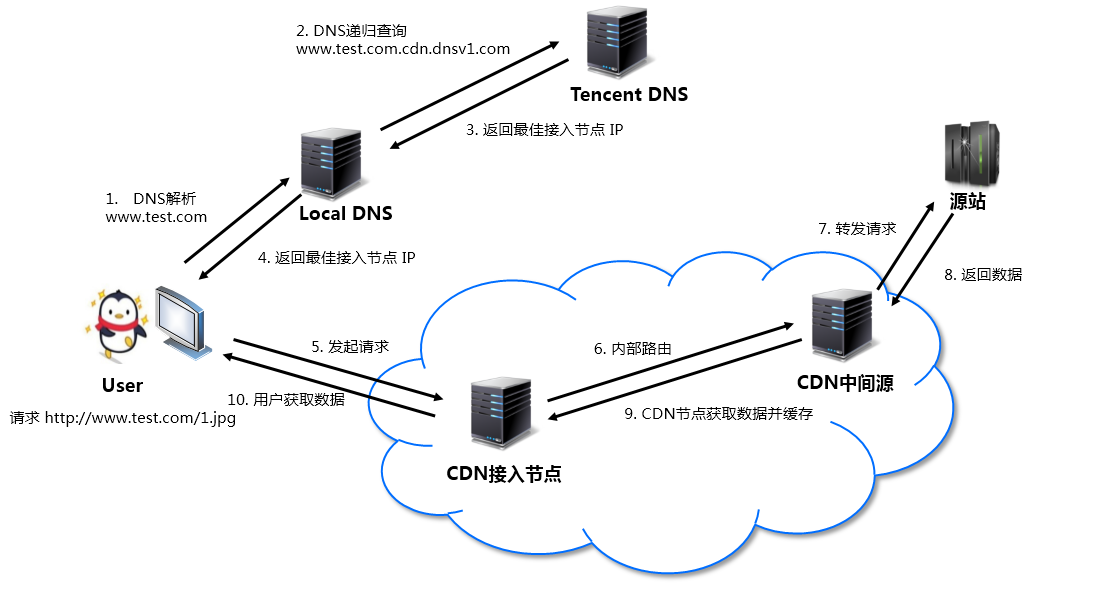 2. DNS递归查询
www.test.com.cdn.dnsv1.com
Tencent DNS
3. 返回最佳接入节点 IP
1. DNS解析
www.test.com
Local DNS
源站
7. 转发请求
4. 返回最佳接入节点 IP
8. 返回数据
5. 发起请求
6. 内部路由
User
CDN中间源
10. 用户获取数据
9. CDN节点获取数据并缓存
请求 http://www.test.com/1.jpg
CDN接入节点